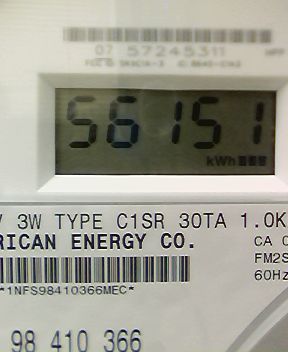 07 57245311
56151
kWh
V 3W TYPE C1SR 30TA 1.0K
RICAN ENERGY CO.
CA 0
FM2S
60Hz
*1NFS98410366MEC*
98 410 366